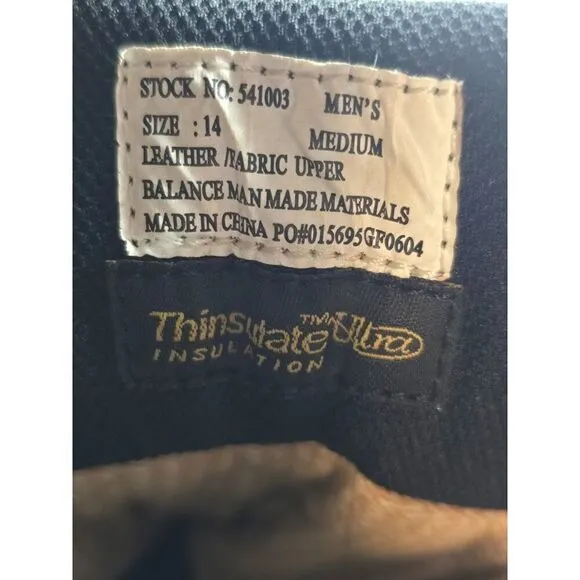 STOCK NO: 541003 MEN'S
SIZE : 14 MEDIUM
LEATHER /FABRIC UPPER
BALANCE MAN MADE MATERIALS
MADE IN CHINA PO#015695GF0604
Thinsulate TM Ultra
INSULATION